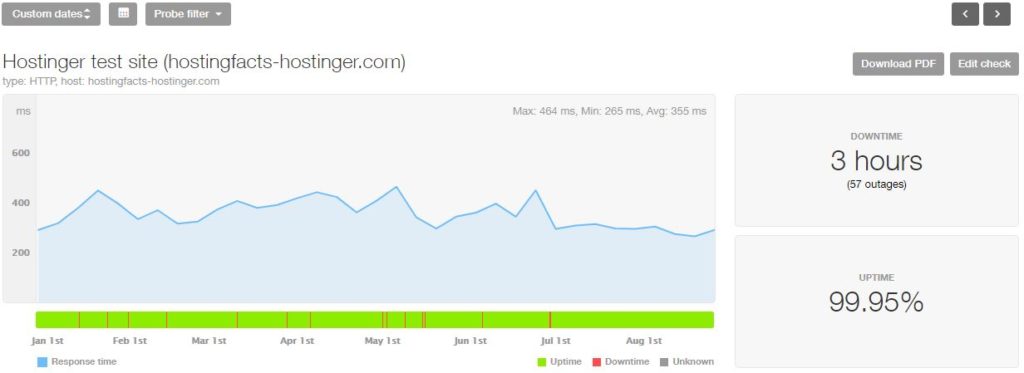 Custom dates
Probe filter
Hostinger test site (hostingfacts-hostinger.com)
type: HTTP, host: hostingfacts-hostinger.com
Download PDF Edit check
ms
Max: 464 ms, Min: 265 ms, Avg: 355 ms
600
400
200
DOWNTIME
3 hours
(57 outages)
UPTIME
99.95%
Jan 1st Feb 1st Mar 1st Apr 1st May 1st Jun 1st Jul 1st Aug 1st
Response time
Uptime Downtime Unknown